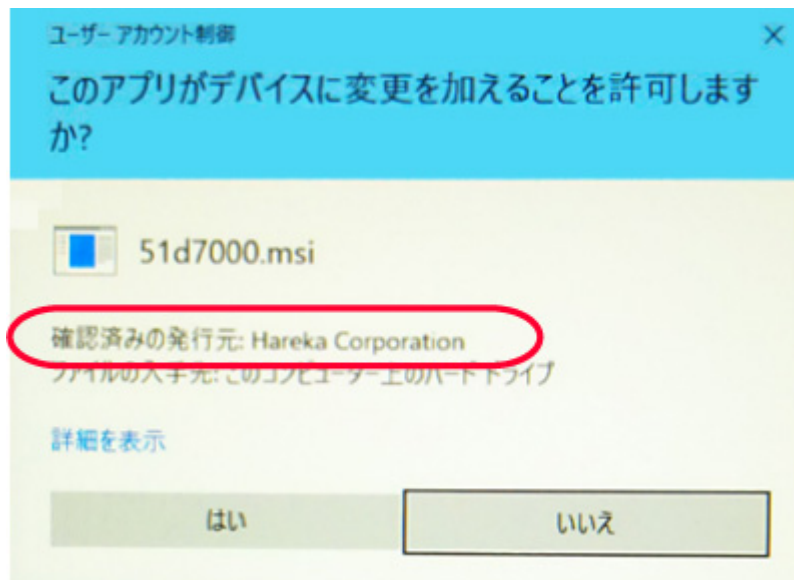 ユーザー アカウント制御
このアプリがデバイスに変更を加えることを許可します
か?
51d7000.msi
確認済みの発行元: Hareka Corporation
ファイルの入手先: このコンピューター上のハード ドライブ
詳細を表示
はい
いいえ